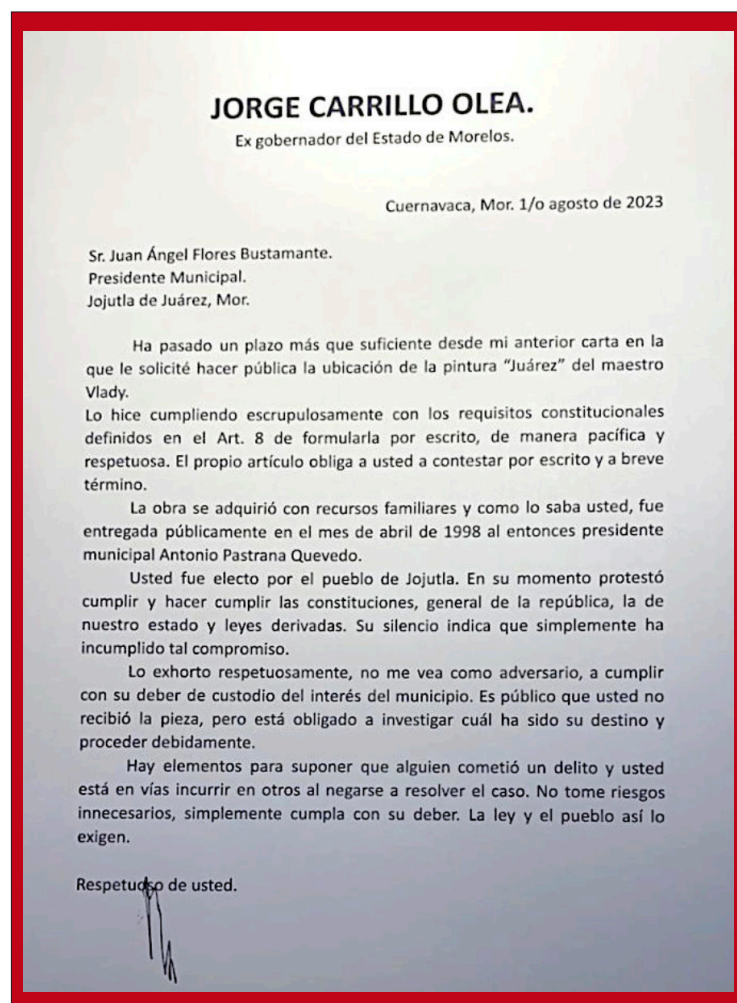 JORGE CARRILLO OLEA.
Ex gobernador del Estado de Morelos.
Cuernavaca, Mor. 1/o agosto de 2023
Sr. Juan Ángel Flores Bustamante.
Presidente Municipal.
Jojutla de Juárez, Mor.
Ha pasado un plazo más que suficiente desde mi anterior carta en la
que le solicité hacer pública la ubicación de la pintura “Juárez” del maestro
Vlady.
Lo hice cumpliendo escrupulosamente con los requisitos constitucionales
definidos en el Art. 8 de formularla por escrito, de manera pacífica y
respetuosa. El propio artículo obliga a usted a contestar por escrito y a breve
término.
La obra se adquirió con recursos familiares y como lo saba usted, fue
entregada públicamente en el mes de abril de 1998 al entonces presidente
municipal Antonio Pastrana Quevedo.
Usted fue electo por el pueblo de Jojutla. En su momento protestó
cumplir y hacer cumplir las constituciones, general de la república, la de
nuestro estado y leyes derivadas. Su silencio indica que simplemente ha
incumplido tal compromiso.
Lo exhorto respetuosamente, no me vea como adversario, a cumplir
con su deber de custodio del interés del municipio. Es público que usted no
recibió la pieza, pero está obligado a investigar cuál ha sido su destino y
proceder debidamente.
Hay elementos para suponer que alguien cometió un delito y usted
está en vías incurrir en otros al negarse a resolver el caso. No tome riesgos
innecesarios, simplemente cumpla con su deber. La ley y el pueblo así lo
exigen.
Respetuoso de usted.